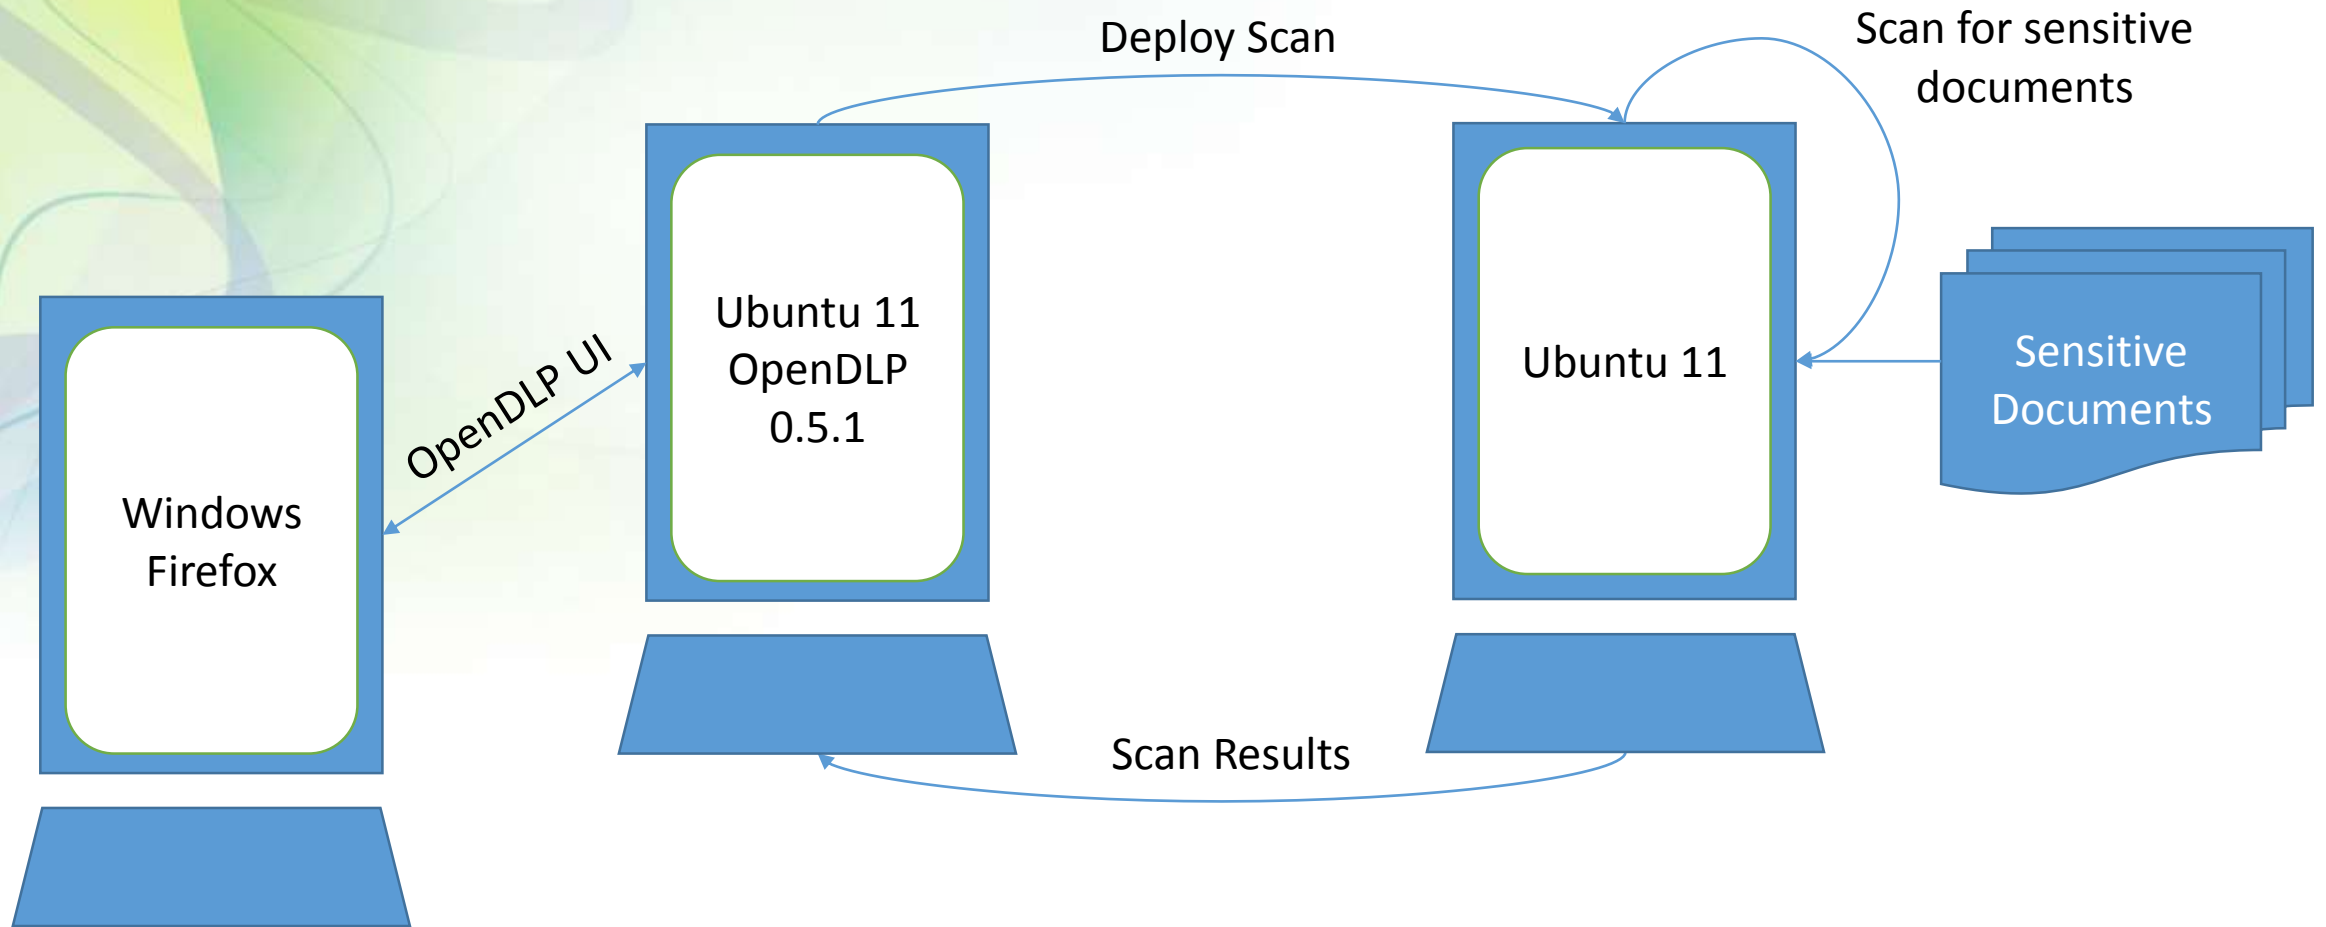 Deploy Scan
Scan for sensitive
documents
Windows
Firefox
OpenDLP UI
Ubuntu 11
OpenDLP
0.5.1
Ubuntu 11
Sensitive
Documents
Scan Results